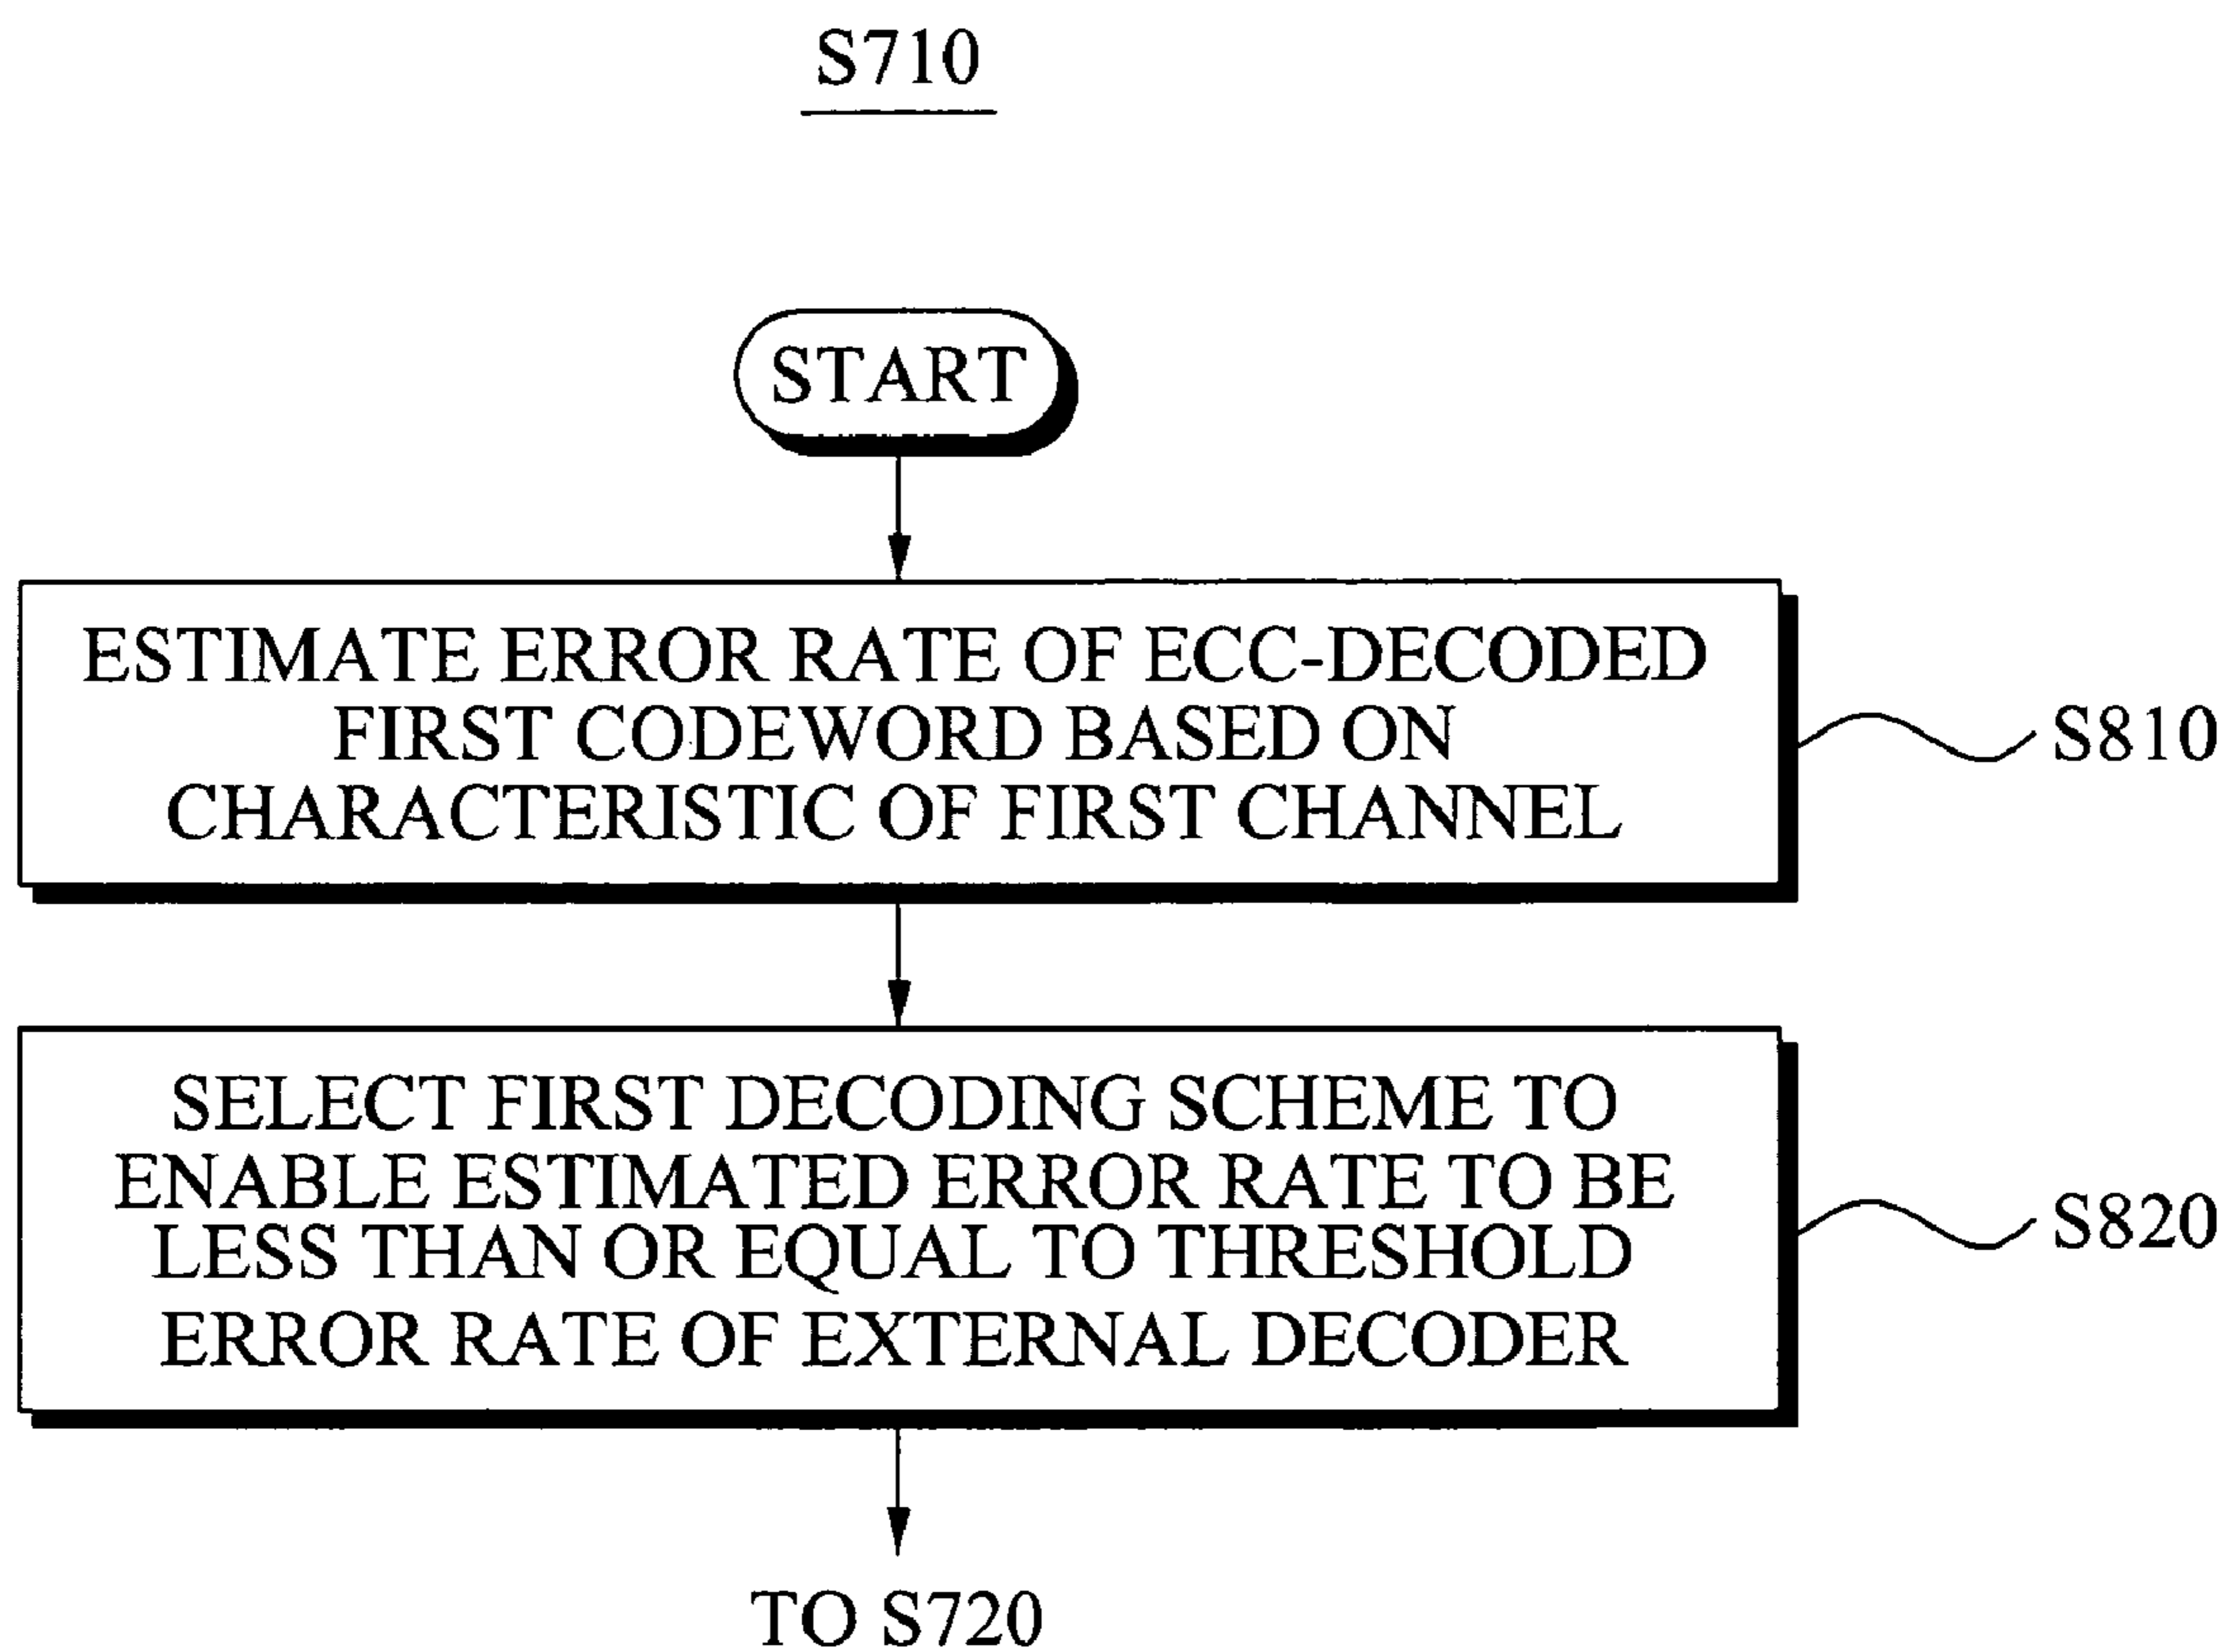 S710
START
ESTIMATE ERROR RATE OF ECC-DECODED
FIRST CODEWORD BASED ON
CHARACTERISTIC OF FIRST CHANNEL
S810
SELECT FIRST DECODING SCHEME TO
ENABLE ESTIMATED ERROR RATE TO BE
LESS THAN OR EQUAL TO THRESHOLD
ERROR RATE OF EXTERNAL DECODER
S820
TO S720